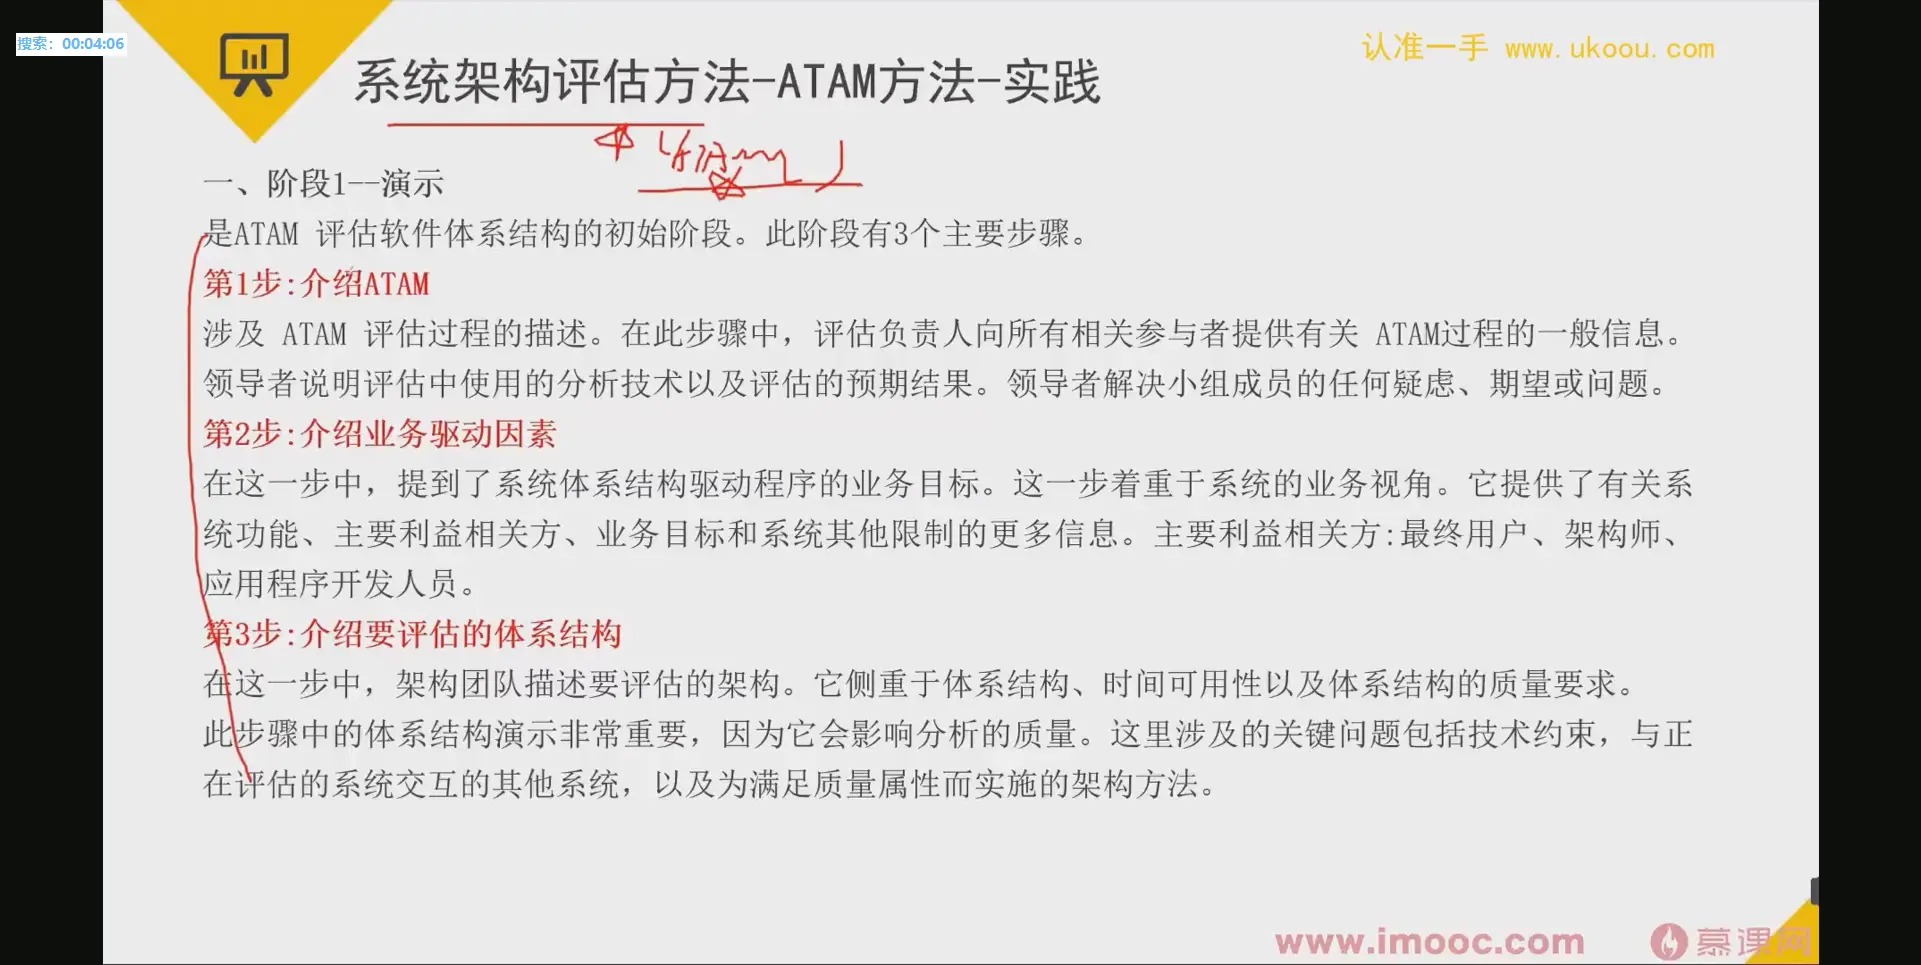 搜索: 00:04:06
认准一手 www.ukoou.com
系统架构评估方法-ATAM方法-实践
一、阶段1--演示
是ATAM 评估软件体系结构的初始阶段。此阶段有3个主要步骤。
第1步:介绍ATAM
涉及 ATAM 评估过程的描述。在此步骤中，评估负责人向所有相关参与者提供有关 ATAM过程的一般信息。
领导者说明评估中使用的分析技术以及评估的预期结果。领导者解决小组成员的任何疑虑、期望或问题。
第2步:介绍业务驱动因素
在这一步中，提到了系统体系结构驱动程序的业务目标。这一步着重于系统的业务视角。它提供了有关系
统功能、主要利益相关方、业务目标和系统其他限制的更多信息。主要利益相关方:最终用户、架构师、
应用程序开发人员。
第3步:介绍要评估的体系结构
在这一步中，架构团队描述要评估的架构。它侧重于体系结构、时间可用性以及体系结构的质量要求。
此步骤中的体系结构演示非常重要，因为它会影响分析的质量。这里涉及的关键问题包括技术约束，与正
在评估的系统交互的其他系统，以及为满足质量属性而实施的架构方法。
www.imooc.com 慕课网